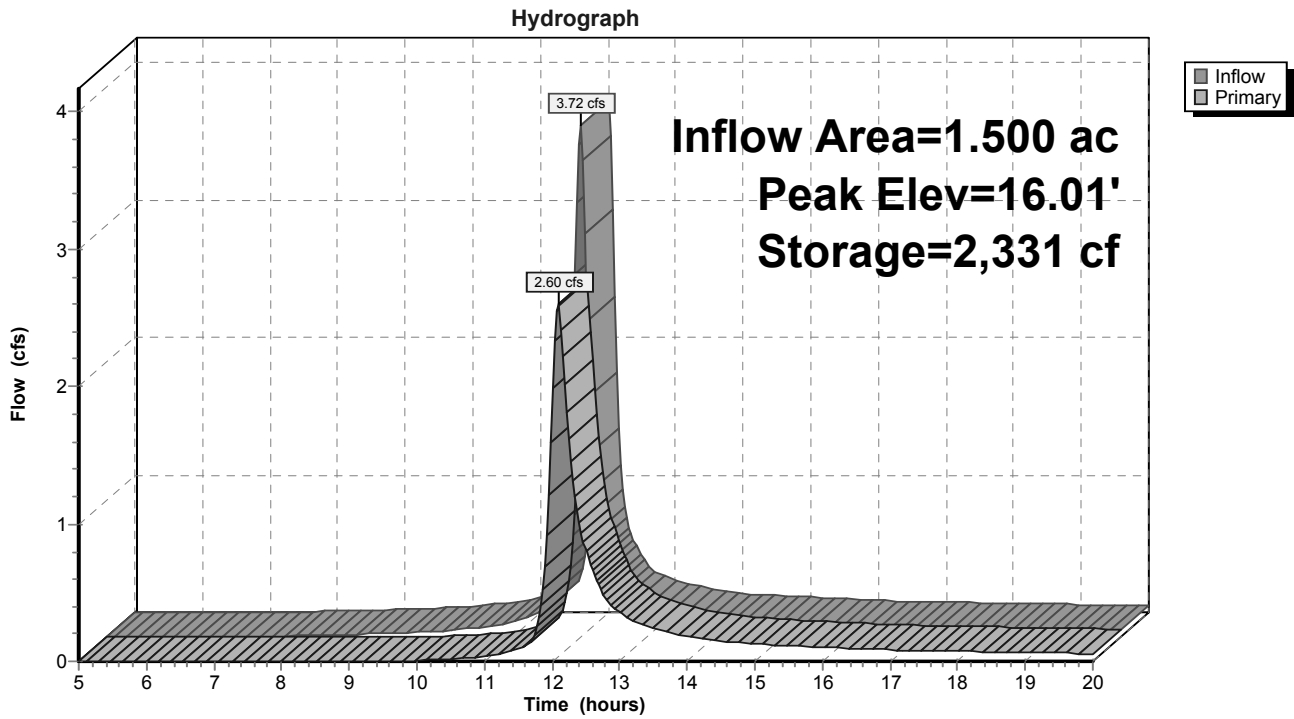 Hydrograph
Inflow
Primary
3.72 cfs
Inflow Area=1.500 ac
Peak Elev=16.01'
Storage=2,331 cf
2.60 cfs
Flow (cfs)
4
3
2
1
0
5 6 7 8 9 10 11 12 13 14 15 16 17 18 19 20
Time (hours)